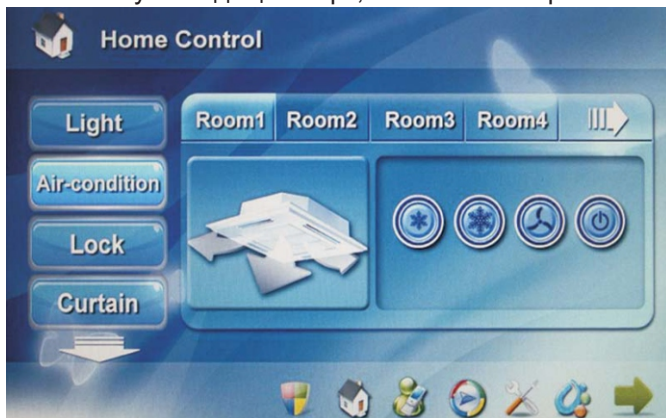 Home Control
Light
Room1 Room2 Room3 Room4
Air-condition
Lock
Curtain